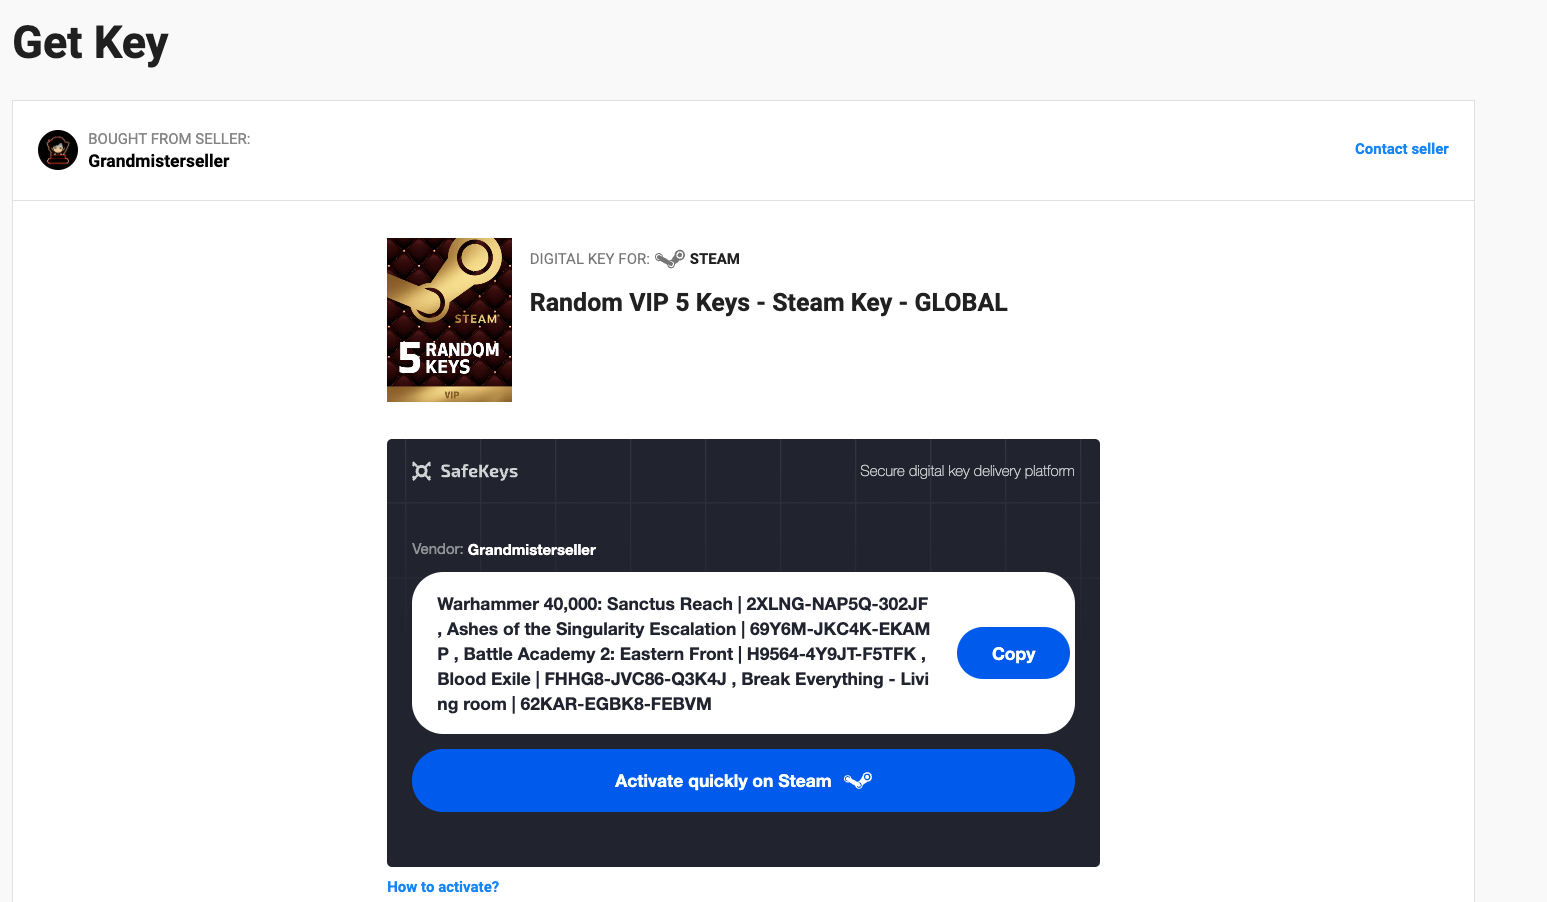 Get Key
BOUGHT FROM SELLER:
Grandmisterseller
Contact seller
STEAM
5 RANDOM
KEYS
VIP
DIGITAL KEY FOR: STEAM
Random VIP 5 Keys - Steam Key - GLOBAL
SafeKeys
Secure digital key delivery platform
Vendor: Grandmisterseller
Warhammer 40,000: Sanctus Reach | 2XLNG-NAP5Q-302JF
, Ashes of the Singularity Escalation | 69Y6M-JKC4K-EKAM
P , Battle Academy 2: Eastern Front | H9564-4Y9JT-F5TFK ,
Blood Exile | FHHG8-JVC86-Q3K4J , Break Everything - Livi
ng room | 62KAR-EGBK8-FEBVM
Copy
Activate quickly on Steam
How to activate?